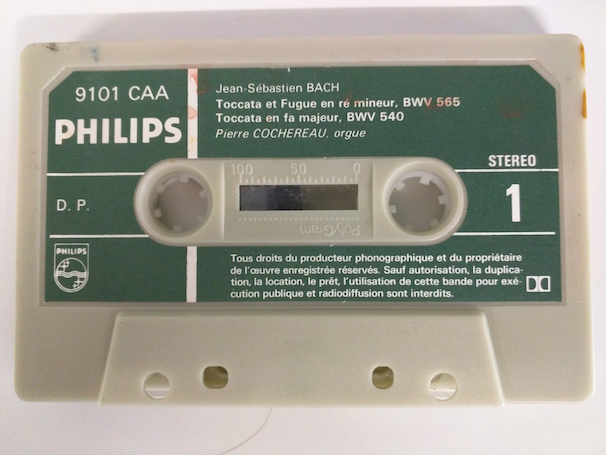 9101 CAA
PHILIPS
Jean-Sébastien BACH
Toccata et Fugue en ré mineur, BWV 565
Toccata en fa majeur, BWV 540
Pierre COCHEREAU, orgue
STEREO
1
100 50 0
PolyGram
D. P.
PHILIPS
Tous droits du producteur phonographique et du propriétaire
de l'œuvre enregistrée réservés. Sauf autorisation, la duplica-
tion, la location, le prêt, l'utilisation de cette bande pour exé-
cution publique et radiodiffusion sont interdits.